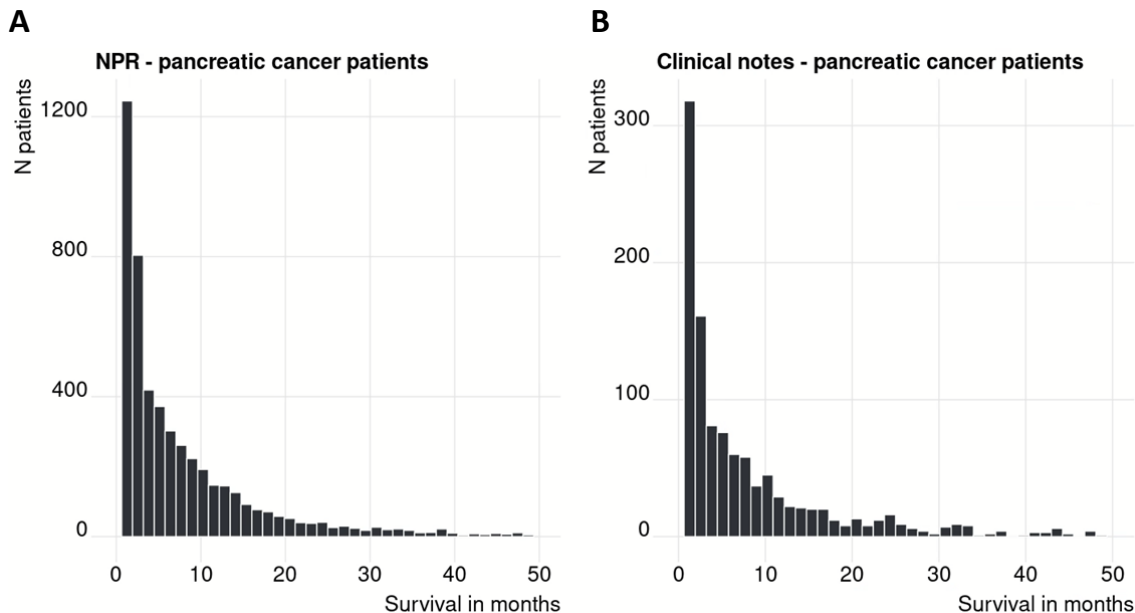 A
NPR - pancreatic cancer patients
N patients
1200
800
400
0
0 10 20 30 40 50
Survival in months
B
Clinical notes - pancreatic cancer patients
N patients
300
200
100
0
0 10 20 30 40 50
Survival in months